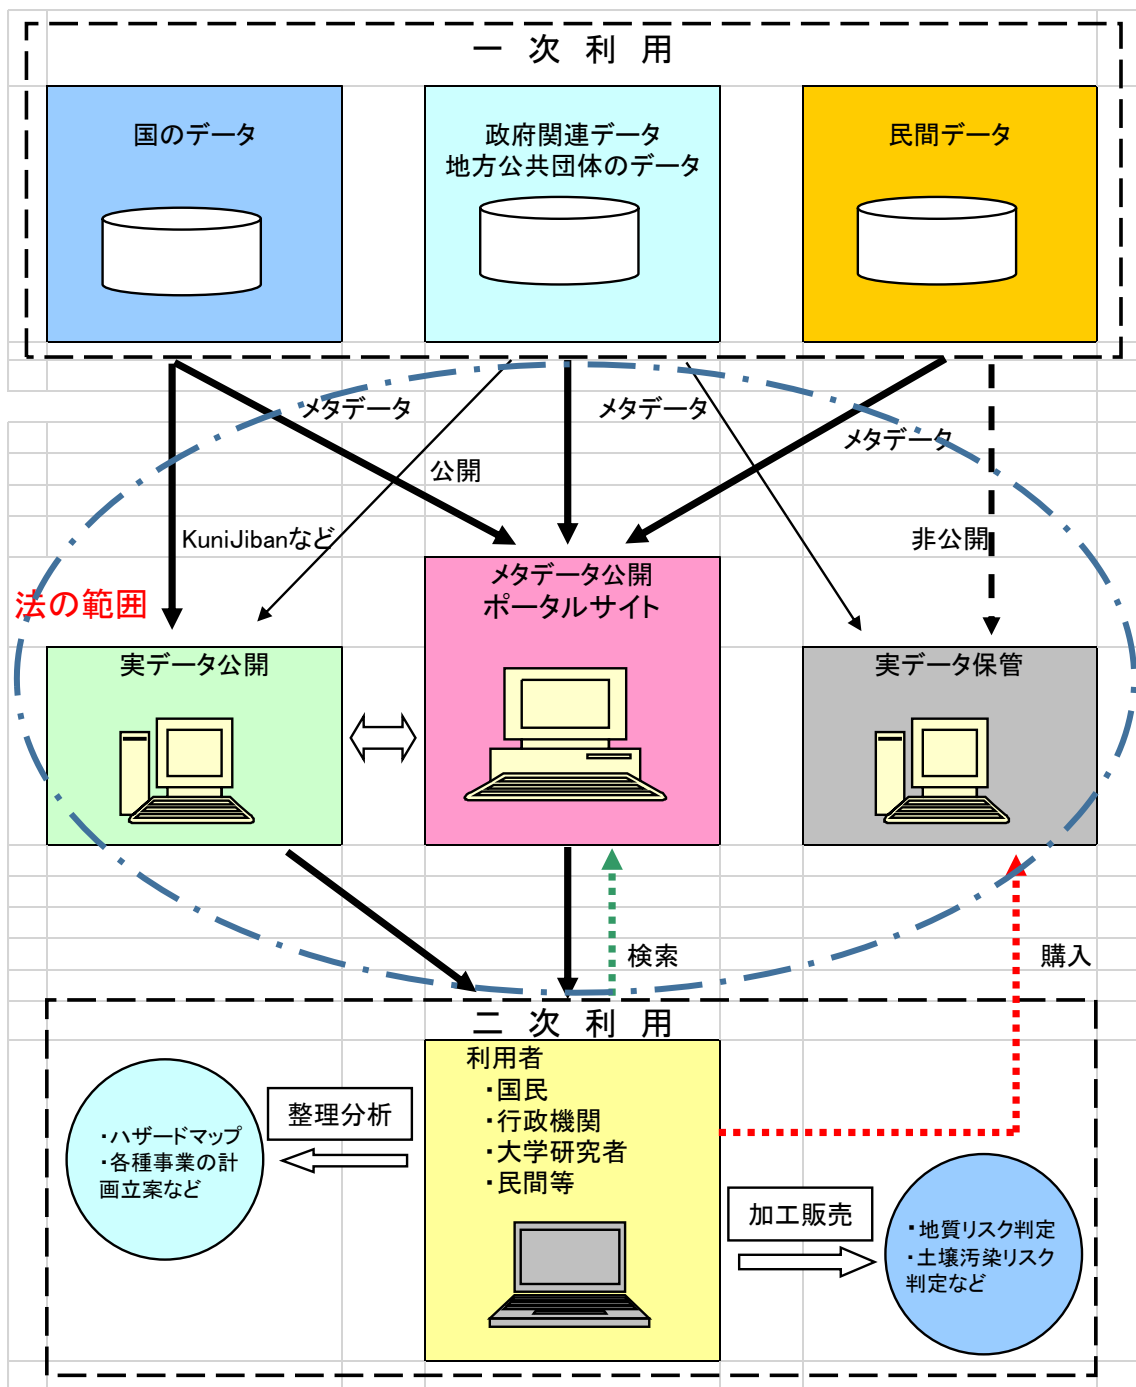 一 次 利 用
国のデータ
政府関連データ
地方公共団体のデータ
民間データ
メタデータ
メタデータ
メタデータ
公開
KuniJibanなど
非公開
法の範囲
メタデータ公開
ポータルサイト
実データ公開
実データ保管
検索
購入
二 次 利 用
利用者
・国民
・行政機関
・大学研究者
・民間等
整理分析
・ハザードマップ
・各種事業の計
画立案など
加工販売
・地質リスク判定
・土壌汚染リスク
判定など